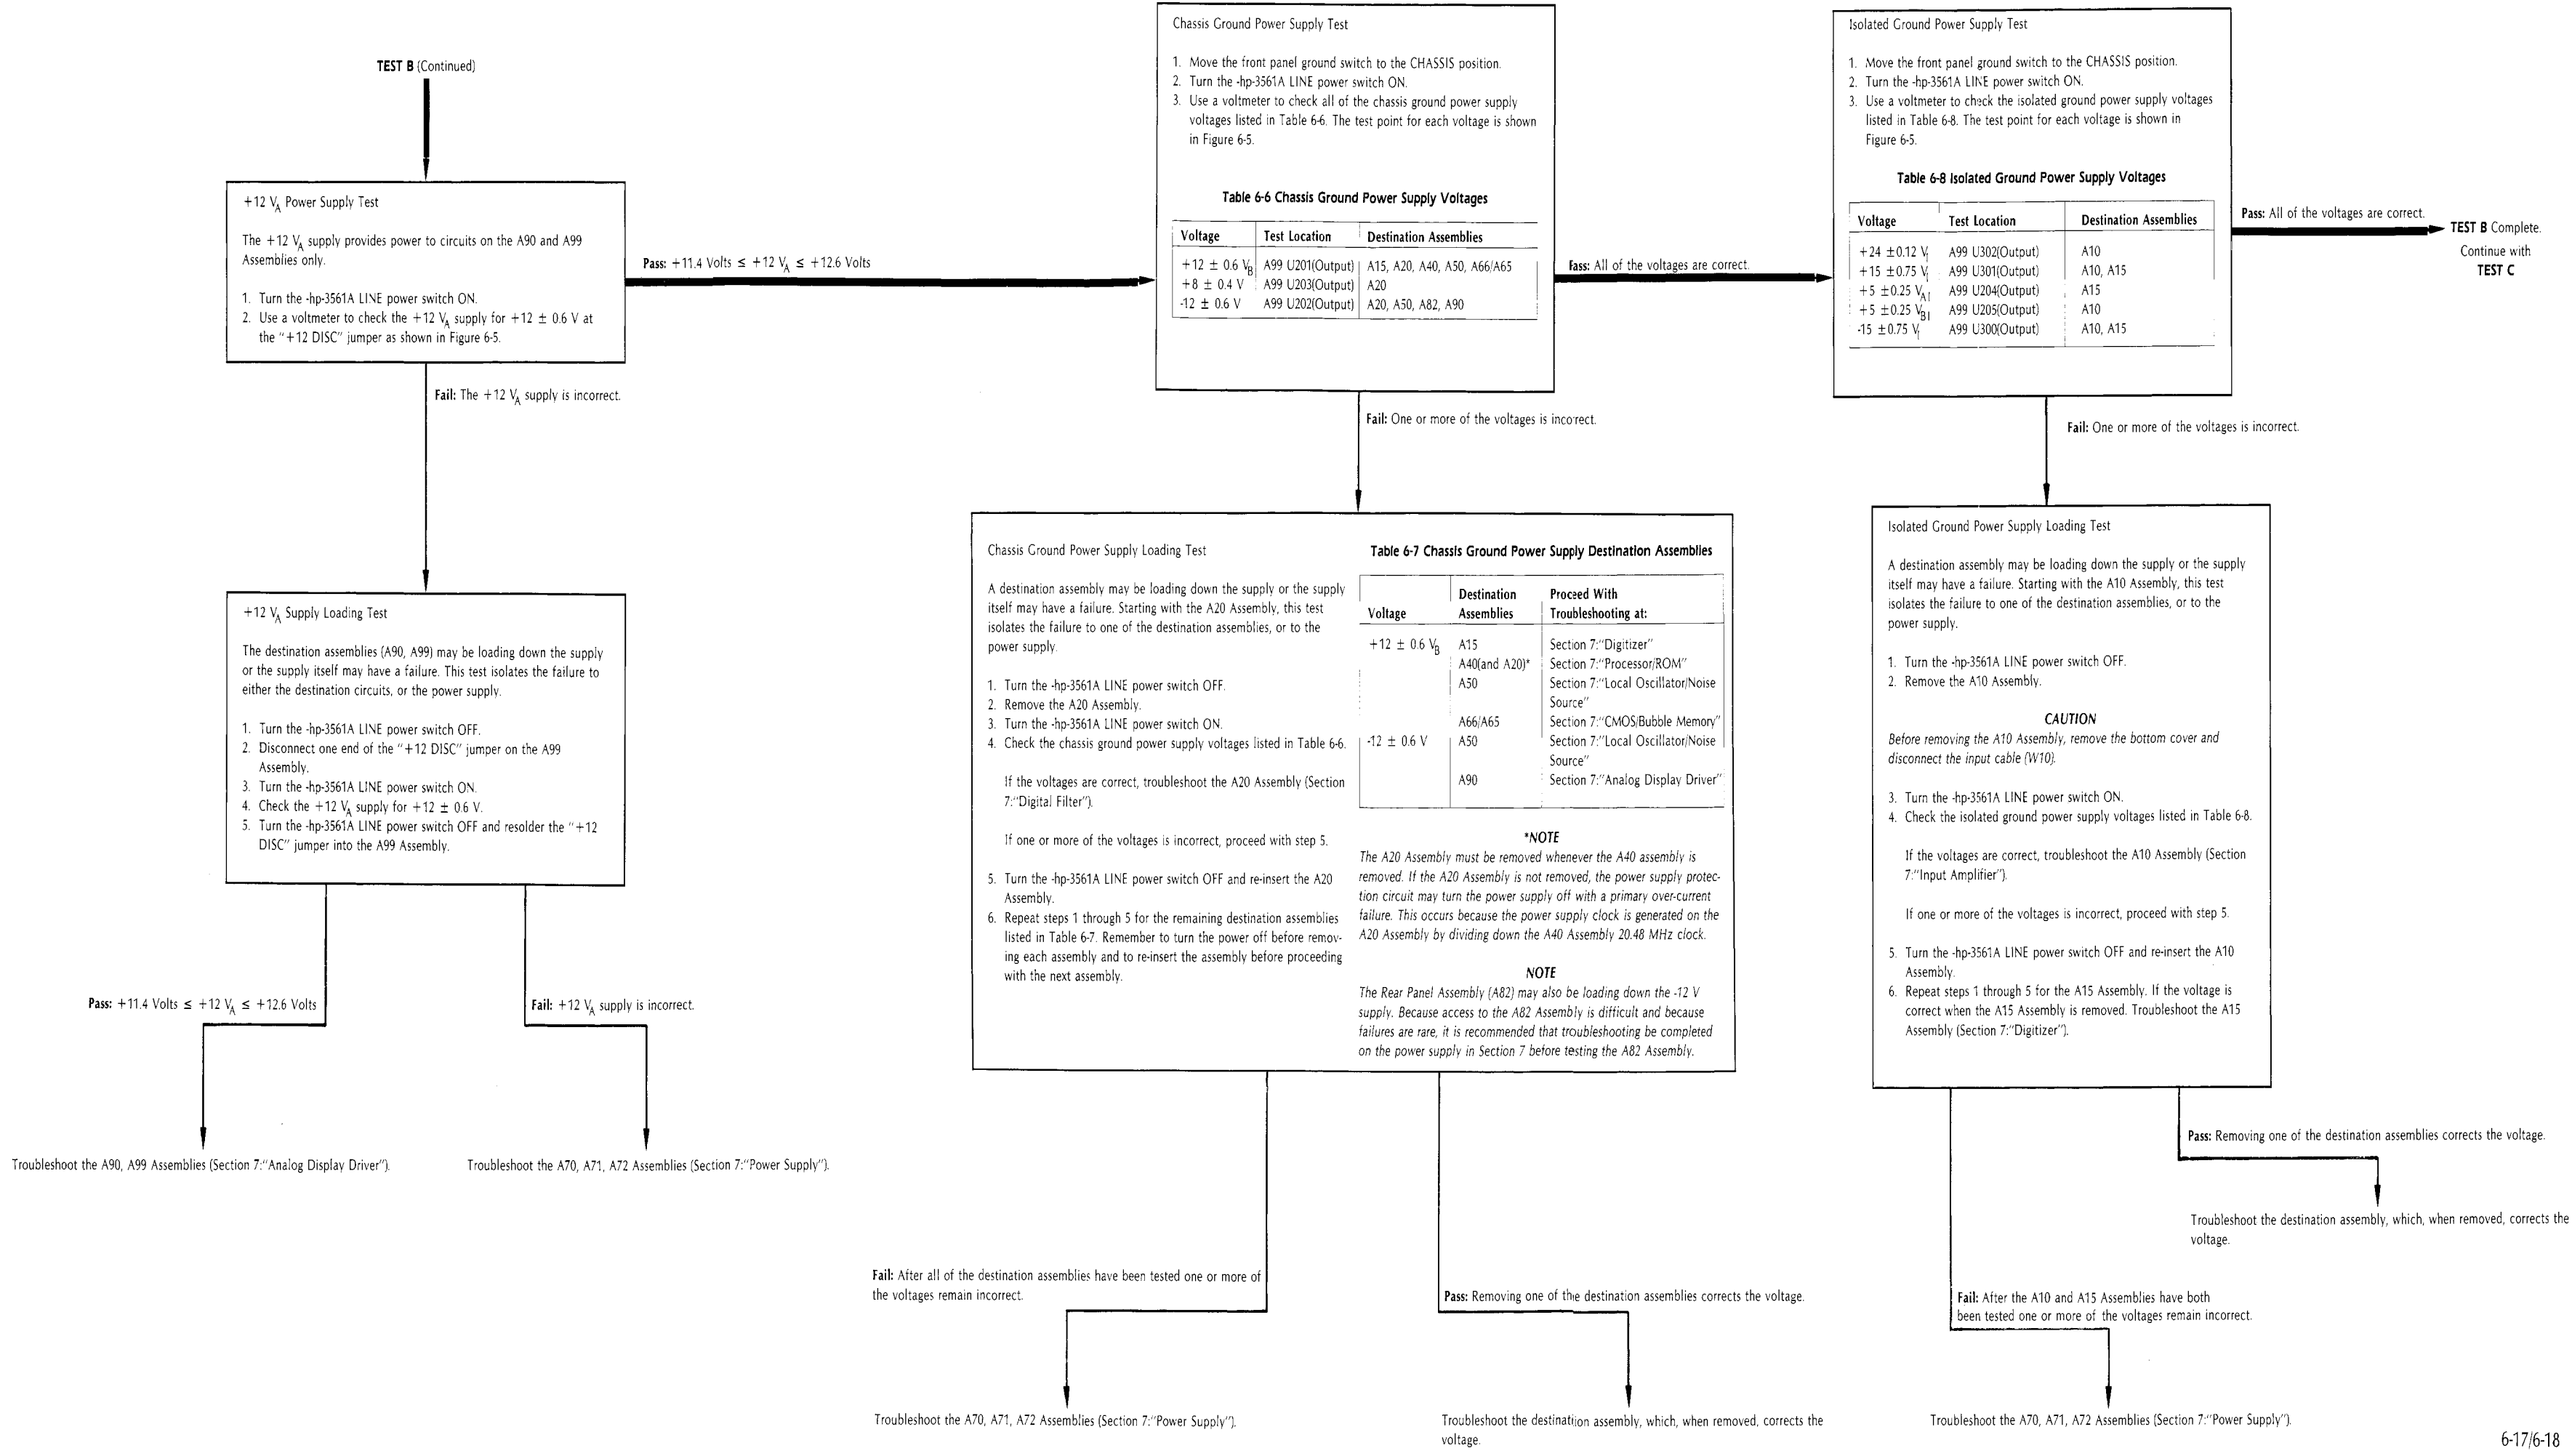 TEST B (Continued)
+12 VA Power Supply Test
The +12 VA supply provides power to circuits on the A90 and A99
Assemblies only.
1. Turn the -hp-3561A LINE power switch ON.
2. Use a voltmeter to check the +12 VA supply for +12 ± 0.6 V at
the "+12 DISC" jumper as shown in Figure 6-5.
Pass: +11.4 Volts ≤ +12 VA ≤ +12.6 Volts
Fail: The +12 VA supply is incorrect.
+12 VA Supply Loading Test
The destination assemblies (A90, A99) may be loading down the supply
or the supply itself may have a failure. This test isolates the failure to
either the destination circuits, or the power supply.
1. Turn the -hp-3561A LINE power switch OFF.
2. Disconnect one end of the "+12 DISC" jumper on the A99
Assembly.
3. Turn the -hp-3561A LINE power switch ON.
4. Check the +12 VA supply for +12 ± 0.6 V.
5. Turn the -hp-3561A LINE power switch OFF and resolder the "+12
DISC" jumper into the A99 Assembly.
Pass: +11.4 Volts ≤ +12 VA ≤ +12.6 Volts
Fail: +12 VA supply is incorrect.
Troubleshoot the A90, A99 Assemblies (Section 7:"Analog Display Driver").
Troubleshoot the A70, A71, A72 Assemblies (Section 7:"Power Supply").
Chassis Ground Power Supply Test
1. Move the front panel ground switch to the CHASSIS position.
2. Turn the -hp-3561A LINE power switch ON.
3. Use a voltmeter to check all of the chassis ground power supply
voltages listed in Table 6-6. The test point for each voltage is shown
in Figure 6-5.
Table 6-6 Chassis Ground Power Supply Voltages
Voltage Test Location Destination Assemblies
+12 ± 0.6 VB A99 U201(Output) A15, A20, A40, A50, A66/A65
+8 ± 0.4 V A99 U203(Output) A20
-12 ± 0.6 V A99 U202(Output) A20, A50, A82, A90
Pass: All of the voltages are correct.
Fail: One or more of the voltages is incorrect.
Chassis Ground Power Supply Loading Test
A destination assembly may be loading down the supply or the supply
itself may have a failure. Starting with the A20 Assembly, this test
isolates the failure to one of the destination assemblies, or to the
power supply.
1. Turn the -hp-3561A LINE power switch OFF.
2. Remove the A20 Assembly.
3. Turn the -hp-3561A LINE power switch ON.
4. Check the chassis ground power supply voltages listed in Table 6-6.
If the voltages are correct, troubleshoot the A20 Assembly (Section
7:"Digital Filter").
If one or more of the voltages is incorrect, proceed with step 5.
5. Turn the -hp-3561A LINE power switch OFF and re-insert the A20
Assembly.
6. Repeat steps 1 through 5 for the remaining destination assemblies
listed in Table 6-7. Remember to turn the power off before remov-
ing each assembly and to re-insert the assembly before proceeding
with the next assembly.
Table 6-7 Chassis Ground Power Supply Destination Assemblies
Destination Proceed With
Voltage Assemblies Troubleshooting at:
+12 ± 0.6 VB A15 Section 7:"Digitizer"
A40(and A20)* Section 7:"Processor/ROM"
A50 Section 7:"Local Oscillator/Noise
Source"
A66/A65 Section 7:"CMOS/Bubble Memory"
-12 ± 0.6 V A50 Section 7:"Local Oscillator/Noise
Source"
A90 Section 7:"Analog Display Driver"
*NOTE
The A20 Assembly must be removed whenever the A40 assembly is
removed. If the A20 Assembly is not removed, the power supply protec-
tion circuit may turn the power supply off with a primary over-current
failure. This occurs because the power supply clock is generated on the
A20 Assembly by dividing down the A40 Assembly 20.48 MHz clock.
NOTE
The Rear Panel Assembly (A82) may also be loading down the -12 V
supply. Because access to the A82 Assembly is difficult and because
failures are rare, it is recommended that troubleshooting be completed
on the power supply in Section 7 before testing the A82 Assembly.
Fail: After all of the destination assemblies have been tested one or more of
the voltages remain incorrect.
Pass: Removing one of the destination assemblies corrects the voltage.
Troubleshoot the A70, A71, A72 Assemblies (Section 7:"Power Supply").
Troubleshoot the destination assembly, which, when removed, corrects the
voltage.
Isolated Ground Power Supply Test
1. Move the front panel ground switch to the CHASSIS position.
2. Turn the -hp-3561A LINE power switch ON.
3. Use a voltmeter to check the isolated ground power supply voltages
listed in Table 6-8. The test point for each voltage is shown in
Figure 6-5.
Table 6-8 Isolated Ground Power Supply Voltages
Voltage Test Location Destination Assemblies
+24 ±0.12 VI A99 U302(Output) A10
+15 ±0.75 VI A99 U301(Output) A10, A15
+5 ±0.25 VAI A99 U204(Output) A15
+5 ±0.25 VBI A99 U205(Output) A10
-15 ±0.75 VI A99 U300(Output) A10, A15
Pass: All of the voltages are correct.
TEST B Complete.
Continue with
TEST C
Fail: One or more of the voltages is incorrect.
Isolated Ground Power Supply Loading Test
A destination assembly may be loading down the supply or the supply
itself may have a failure. Starting with the A10 Assembly, this test
isolates the failure to one of the destination assemblies, or to the
power supply.
1. Turn the -hp-3561A LINE power switch OFF.
2. Remove the A10 Assembly.
CAUTION
Before removing the A10 Assembly, remove the bottom cover and
disconnect the input cable (W10).
3. Turn the -hp-3561A LINE power switch ON.
4. Check the isolated ground power supply voltages listed in Table 6-8.
If the voltages are correct, troubleshoot the A10 Assembly (Section
7:"Input Amplifier").
If one or more of the voltages is incorrect, proceed with step 5.
5. Turn the -hp-3561A LINE power switch OFF and re-insert the A10
Assembly.
6. Repeat steps 1 through 5 for the A15 Assembly. If the voltage is
correct when the A15 Assembly is removed. Troubleshoot the A15
Assembly (Section 7:"Digitizer").
Pass: Removing one of the destination assemblies corrects the voltage.
Troubleshoot the destination assembly, which, when removed, corrects the
voltage.
Fail: After the A10 and A15 Assemblies have both
been tested one or more of the voltages remain incorrect.
Troubleshoot the A70, A71, A72 Assemblies (Section 7:"Power Supply").
6-17/6-18